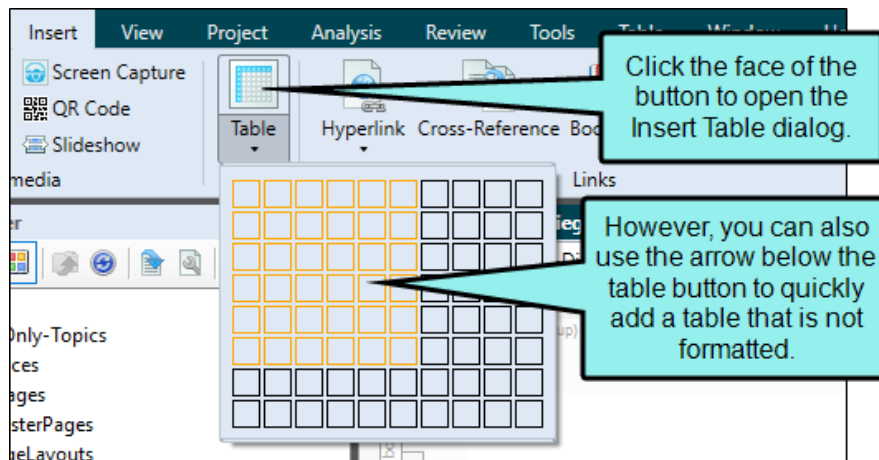 Insert View Project Analysis Review Tools Table Window
Screen Capture
QR Code
Slideshow
Table Hyperlink Cross-Reference
media Links
Click the face of the
button to open the
Insert Table dialog.
However, you can also
use the arrow below the
table button to quickly
add a table that is not
formatted.
Only-Topics
ces
ages
sterPages
geLayouts